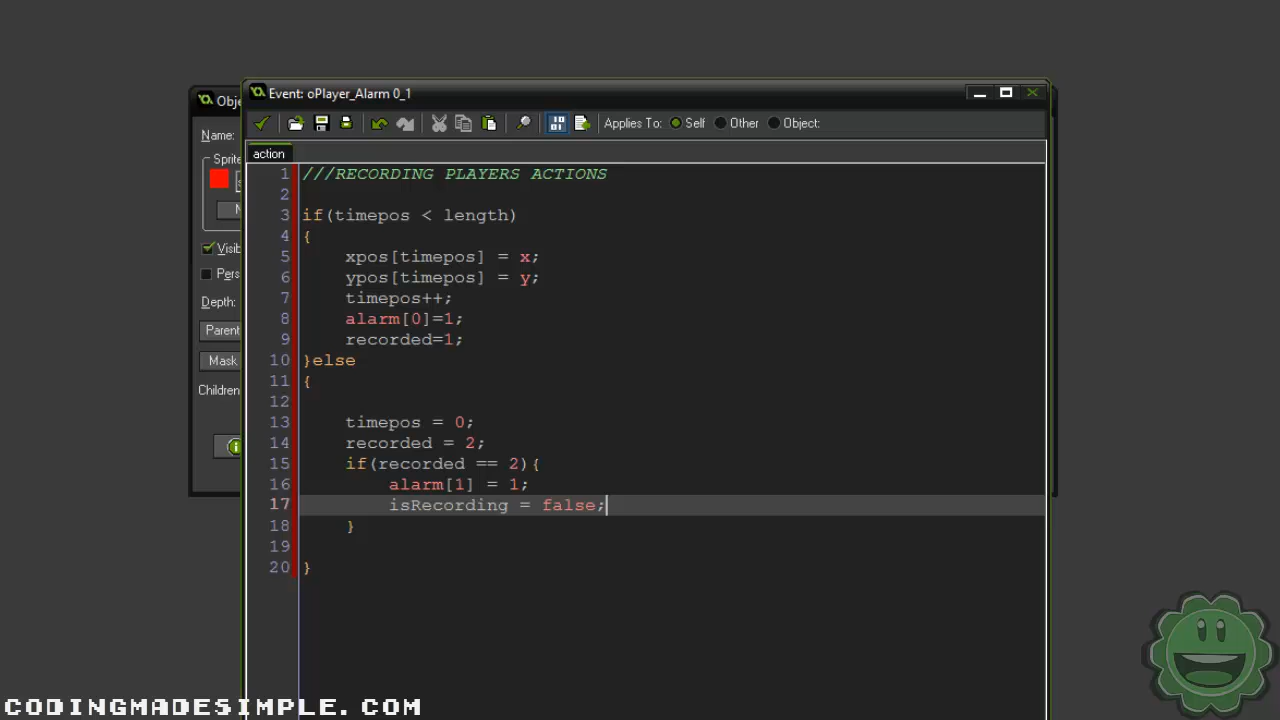 Obje
Event: oPlayer_Alarm 0_1
Applies To: Self Other Object:
action
Name:
Sprite
N
Visib
Pers
Depth:
Parent
Mask
Children
1 ///RECORDING PLAYERS ACTIONS
2
3 if(timepos < length)
4 {
5 xpos[timepos] = x;
6 ypos[timepos] = y;
7 timepos++;
8 alarm[0]=1;
9 recorded=1;
10 }else
11 {
12
13 timepos = 0;
14 recorded = 2;
15 if(recorded == 2){
16 alarm[1] = 1;
17 isRecording = false;
18 }
19
20 }
CODINGMADESIMPLE. COM